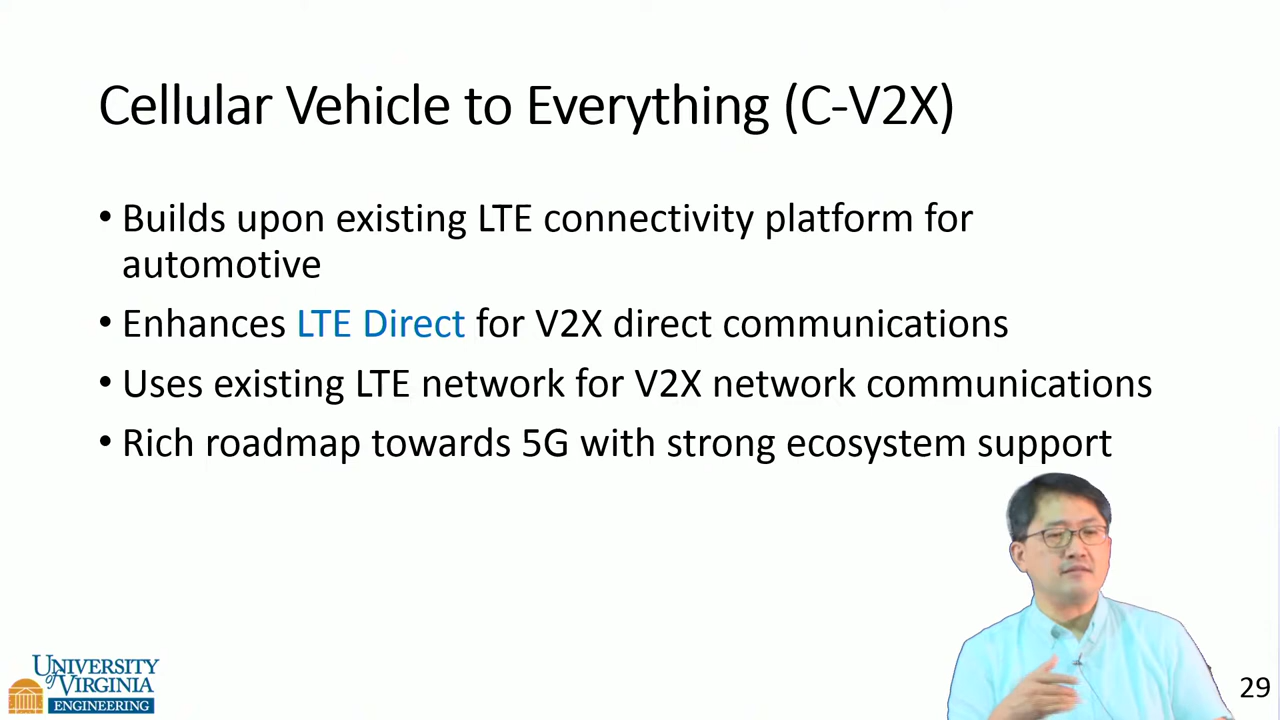 Cellular Vehicle to Everything (C-V2X)
• Builds upon existing LTE connectivity platform for
automotive
• Enhances LTE Direct for V2X direct communications
• Uses existing LTE network for V2X network communications
• Rich roadmap towards 5G with strong ecosystem support
UNIVERSITY
of VIRGINIA
ENGINEERING
29